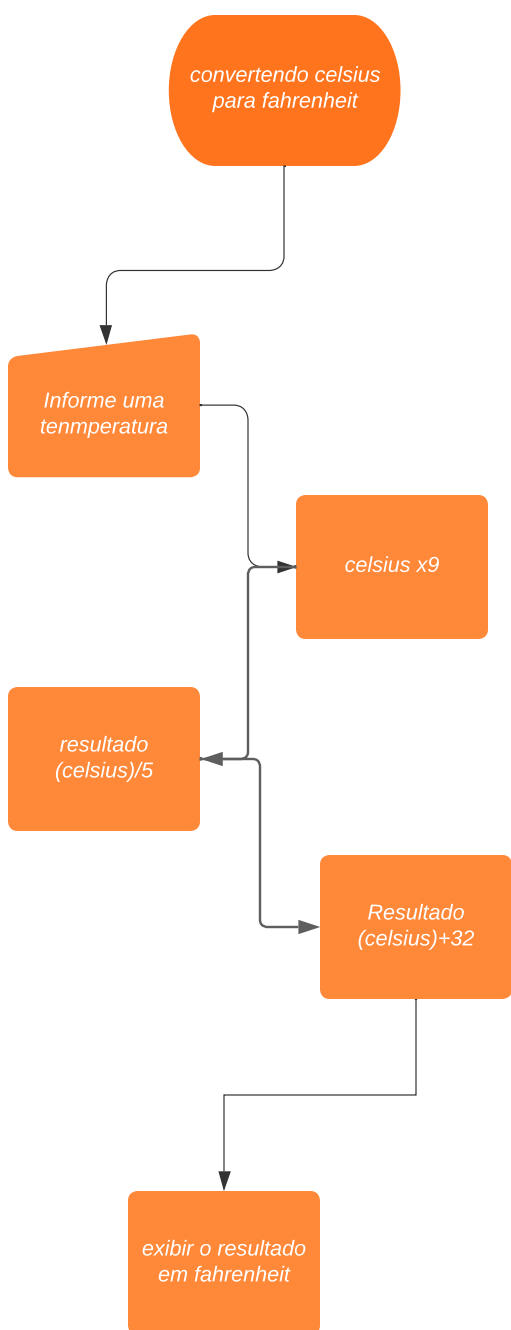 convertendo celsius
para fahrenheit
Informe uma
tenmperatura
celsius x9
resultado
(celsius)/5
Resultado
(celsius)+32
exibir o resultado
em fahrenheit